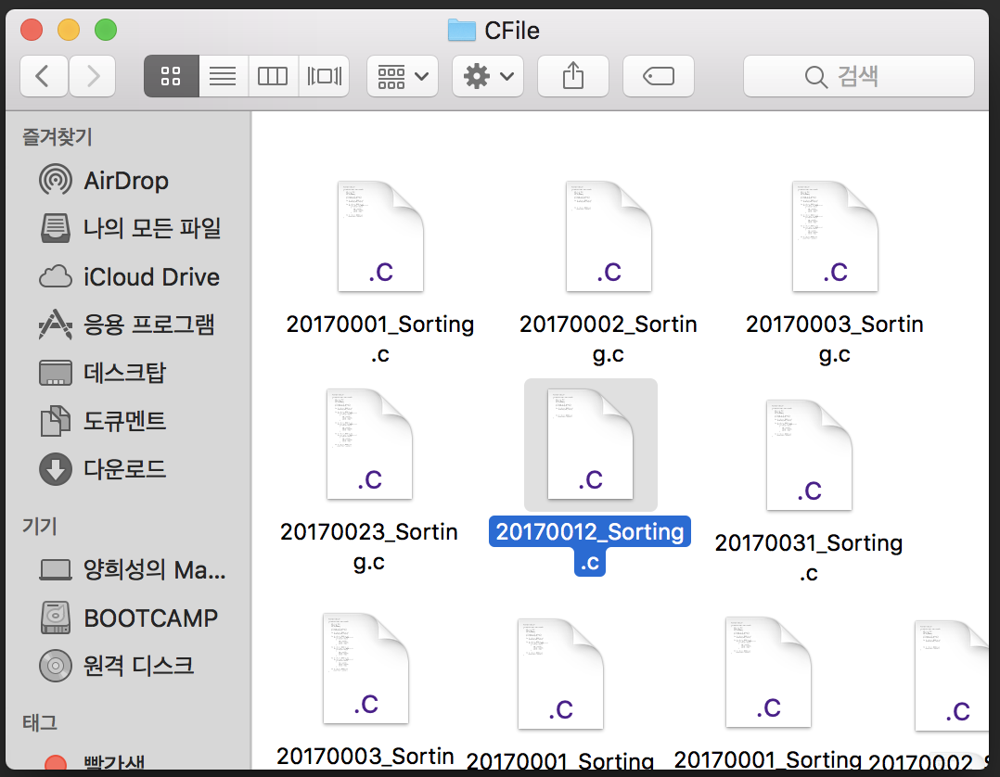 CFile
검색
즐겨찾기
AirDrop
나의 모든 파일
iCloud Drive
응용 프로그램
데스크탑
도큐멘트
다운로드
기기
양희성의 Ma...
BOOTCAMP
원격 디스크
태그
빨간색
.C
.C
.C
20170001_Sorting
.c
20170002_Sortin
g.c
20170003_Sortin
g.c
.C
.C
.C
20170023_Sortin
g.c
20170012_Sorting
.c
20170031_Sorting
.c
.C
.C
.C
.C
20170003_Sortin
20170001_Sorting
20170001_Sorting
20170002_S